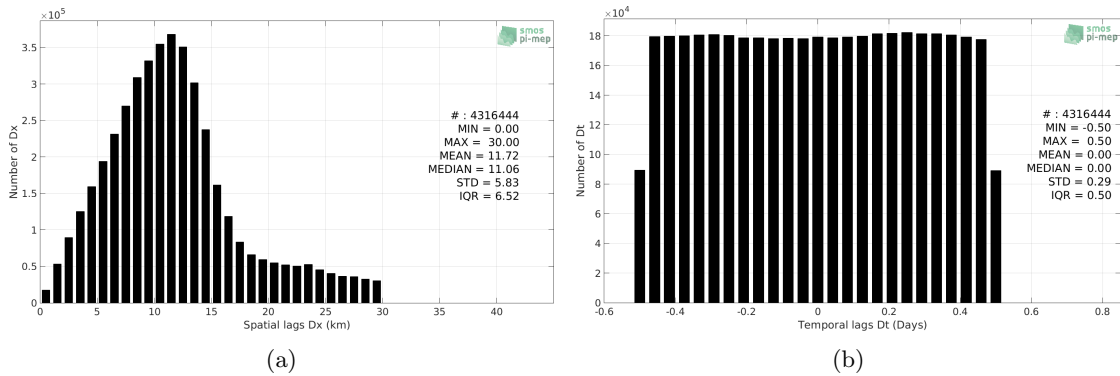 ×10⁵
3.5
3
2.5
2
1.5
1
0.5
0
Number of Dx
smos
pi-mep
# : 4316444
MIN = 0.00
MAX = 30.00
MEAN = 11.72
MEDIAN = 11.06
STD = 5.83
IQR = 6.52
0 5 10 15 20 25 30 35 40
Spatial lags Dx (km)
(a)
×10⁴
18
16
14
12
10
8
6
4
2
0
Number of Dt
smos
pi-mep
# : 4316444
MIN = -0.50
MAX = 0.50
MEAN = 0.00
MEDIAN = 0.00
STD = 0.29
IQR = 0.50
-0.6 -0.4 -0.2 0 0.2 0.4 0.6 0.8
Temporal lags Dt (Days)
(b)